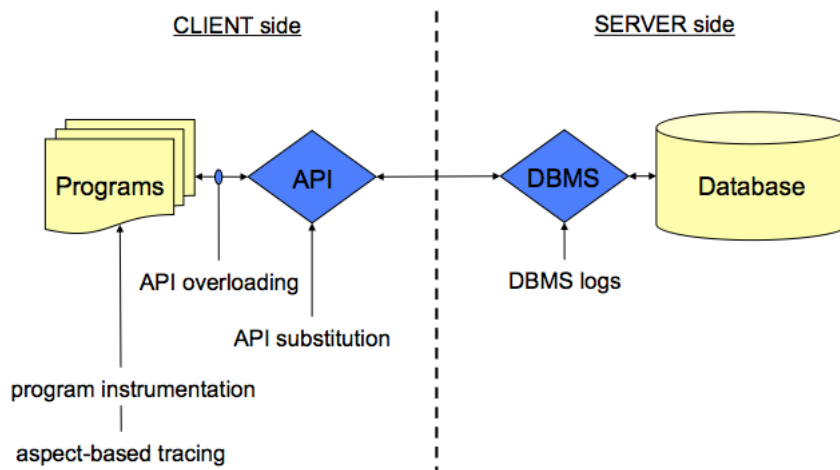 CLIENT side
SERVER side
Programs
API
DBMS
Database
API overloading
DBMS logs
API substitution
program instrumentation
aspect-based tracing